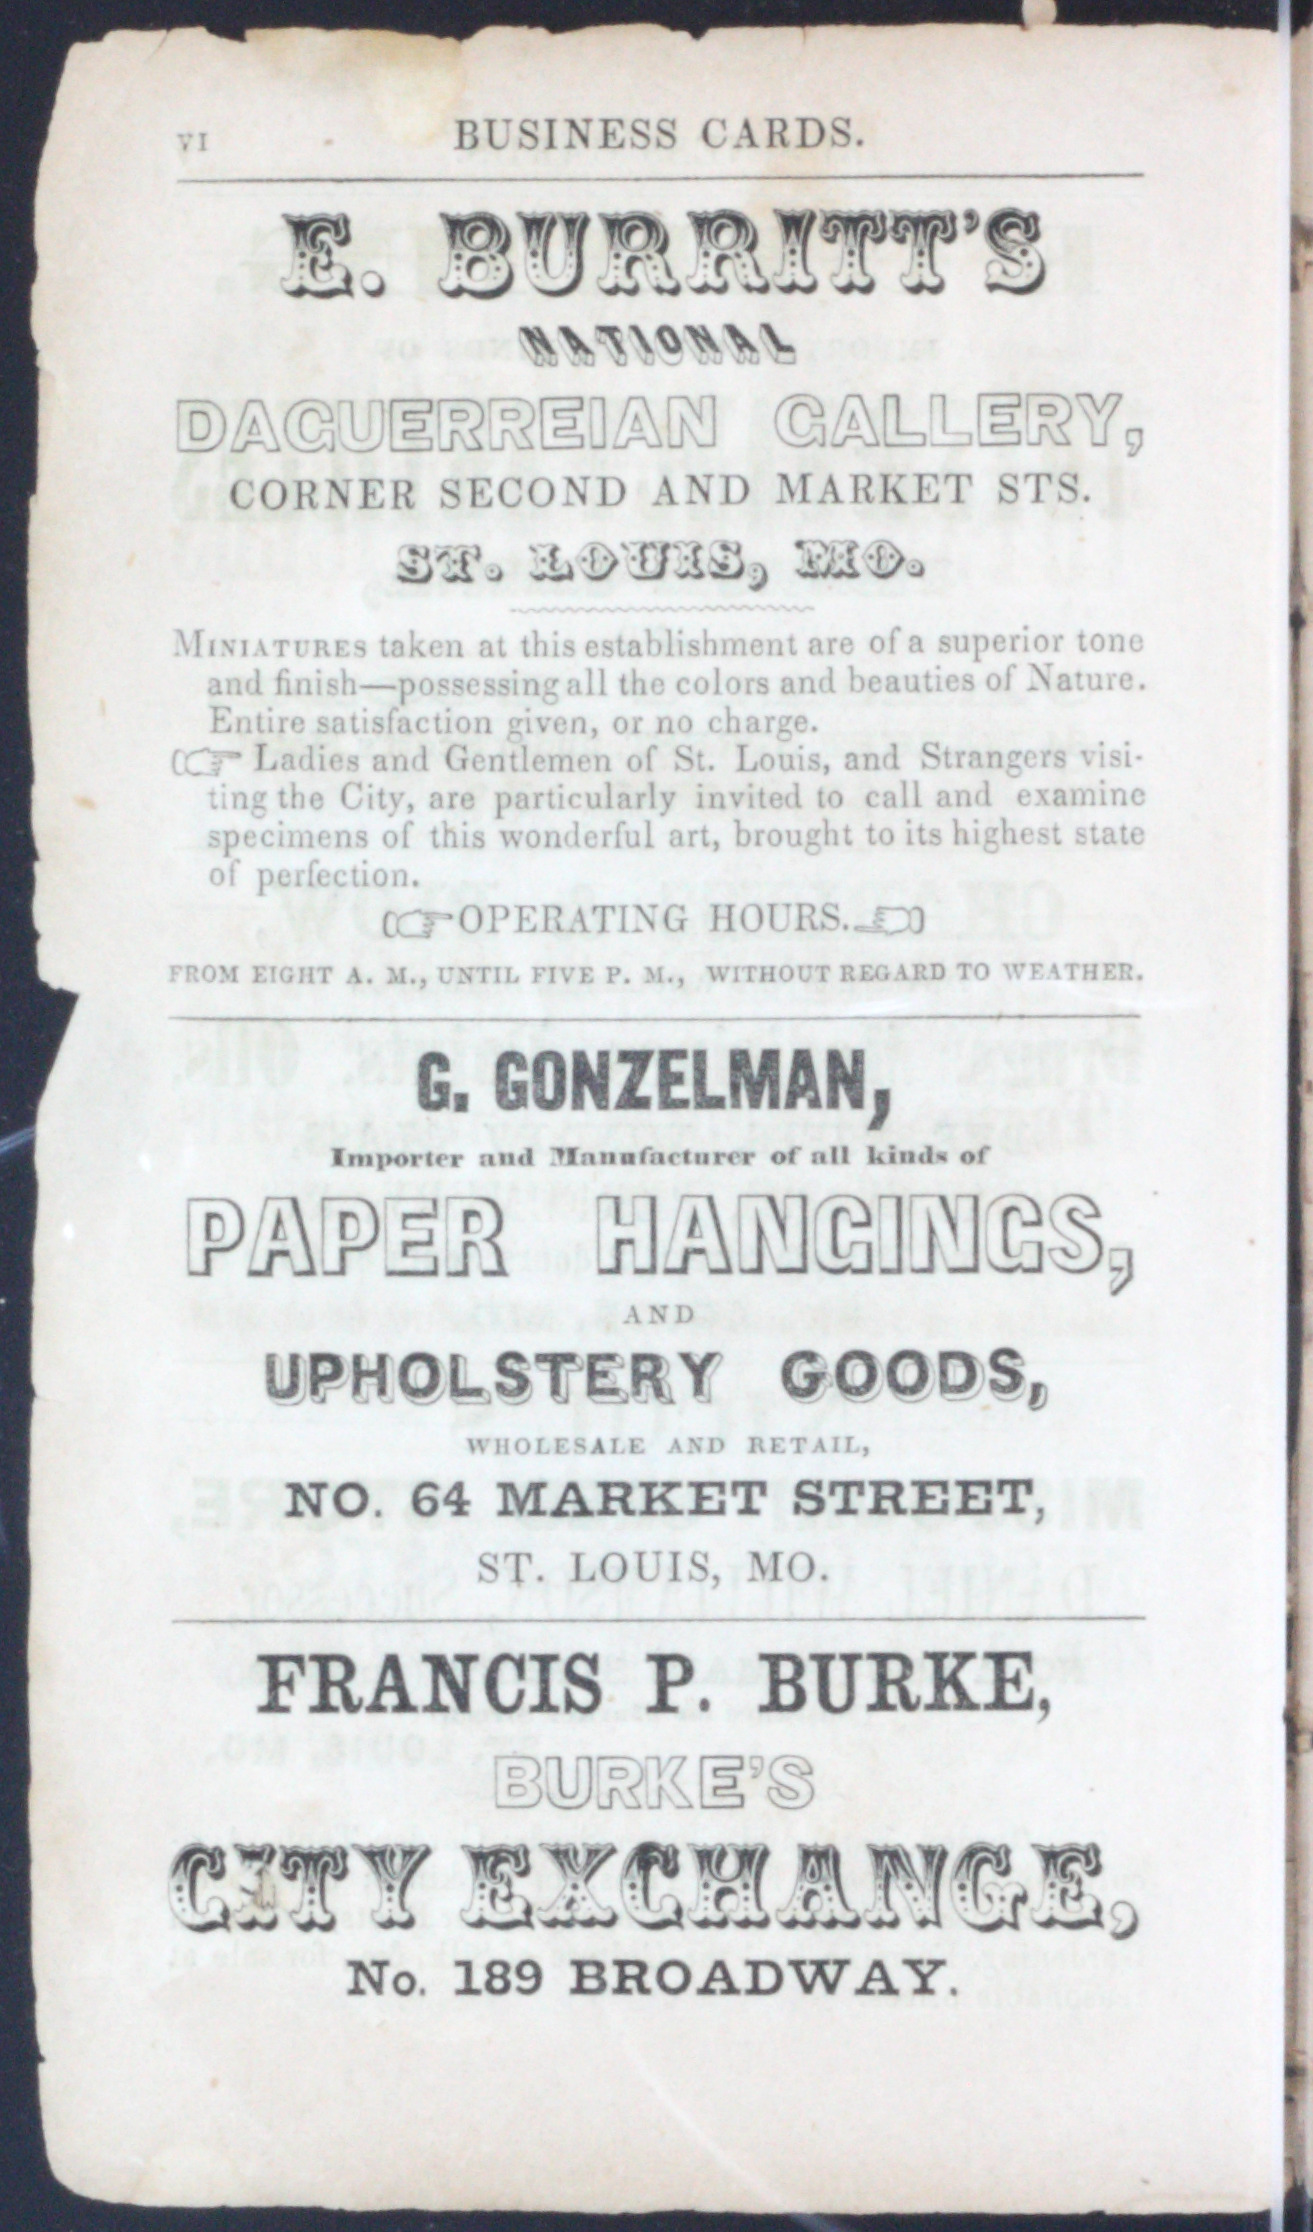 VI BUSINESS CARDS.
E. BURRITT'S
NATIONAL
DAGUERREIAN GALLERY,
CORNER SECOND AND MARKET STS.
ST. LOUIS, MO.
MINIATURES taken at this establishment are of a superior tone
and finish—possessing all the colors and beauties of Nature.
Entire satisfaction given, or no charge.
☞ Ladies and Gentlemen of St. Louis, and Strangers visi-
ting the City, are particularly invited to call and examine
specimens of this wonderful art, brought to its highest state
of perfection.
☞ OPERATING HOURS. ☜
FROM EIGHT A. M., UNTIL FIVE P. M., WITHOUT REGARD TO WEATHER.
G. GONZELMAN,
Importer and Manufacturer of all kinds of
PAPER HANGINGS,
AND
UPHOLSTERY GOODS,
WHOLESALE AND RETAIL,
NO. 64 MARKET STREET,
ST. LOUIS, MO.
FRANCIS P. BURKE,
BURKE'S
CITY EXCHANGE,
No. 189 BROADWAY.